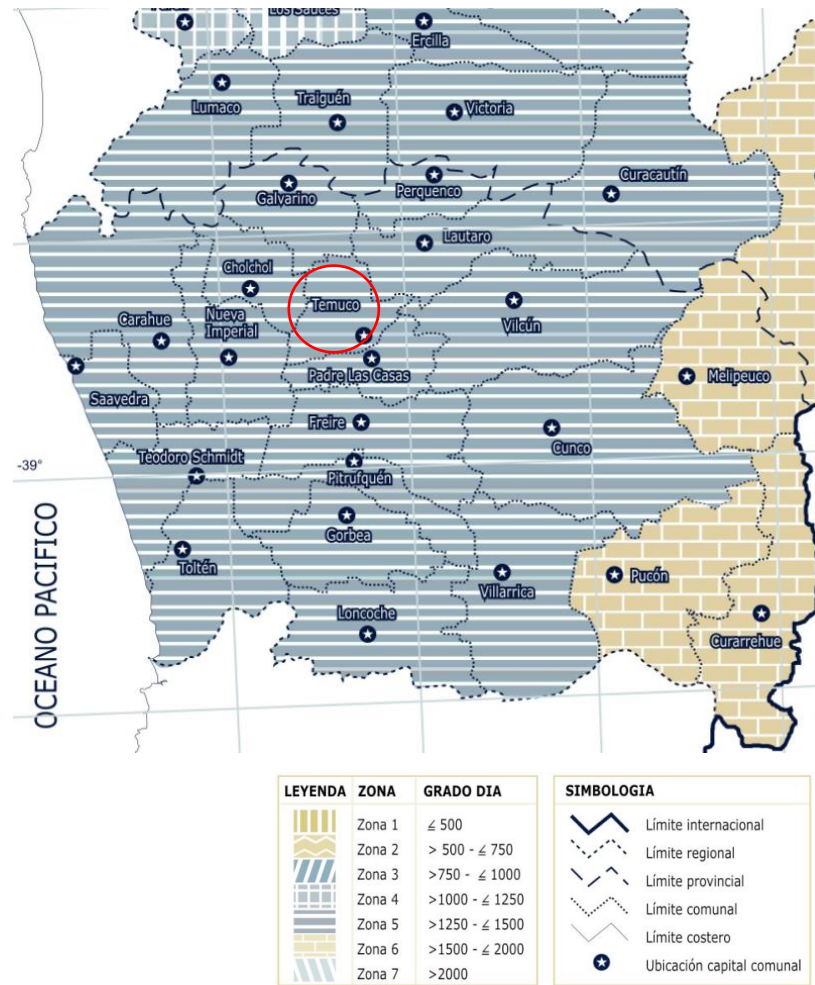 Los Sauces
Ercilla
Lumaco
Traiguén
Victoria
Curacautín
Galvarino
Perquenco
Lautaro
Cholchol
Temuco
Vilcún
Carahue
Nueva
Imperial
Padre Las Casas
Melipeuco
Saavedra
Freire
Cunco
Teodoro Schmidt
-39°
Pitrufquén
Gorbea
Toltén
Villarrica
Pucón
Loncoche
Curarrehue
OCEANO PACIFICO
LEYENDA ZONA GRADO DIA
Zona 1 ≤ 500
Zona 2 > 500 - ≤ 750
Zona 3 >750 - ≤ 1000
Zona 4 >1000 - ≤ 1250
Zona 5 >1250 - ≤ 1500
Zona 6 >1500 - ≤ 2000
Zona 7 >2000
SIMBOLOGIA
Límite internacional
Límite regional
Límite provincial
Límite comunal
Límite costero
Ubicación capital comunal